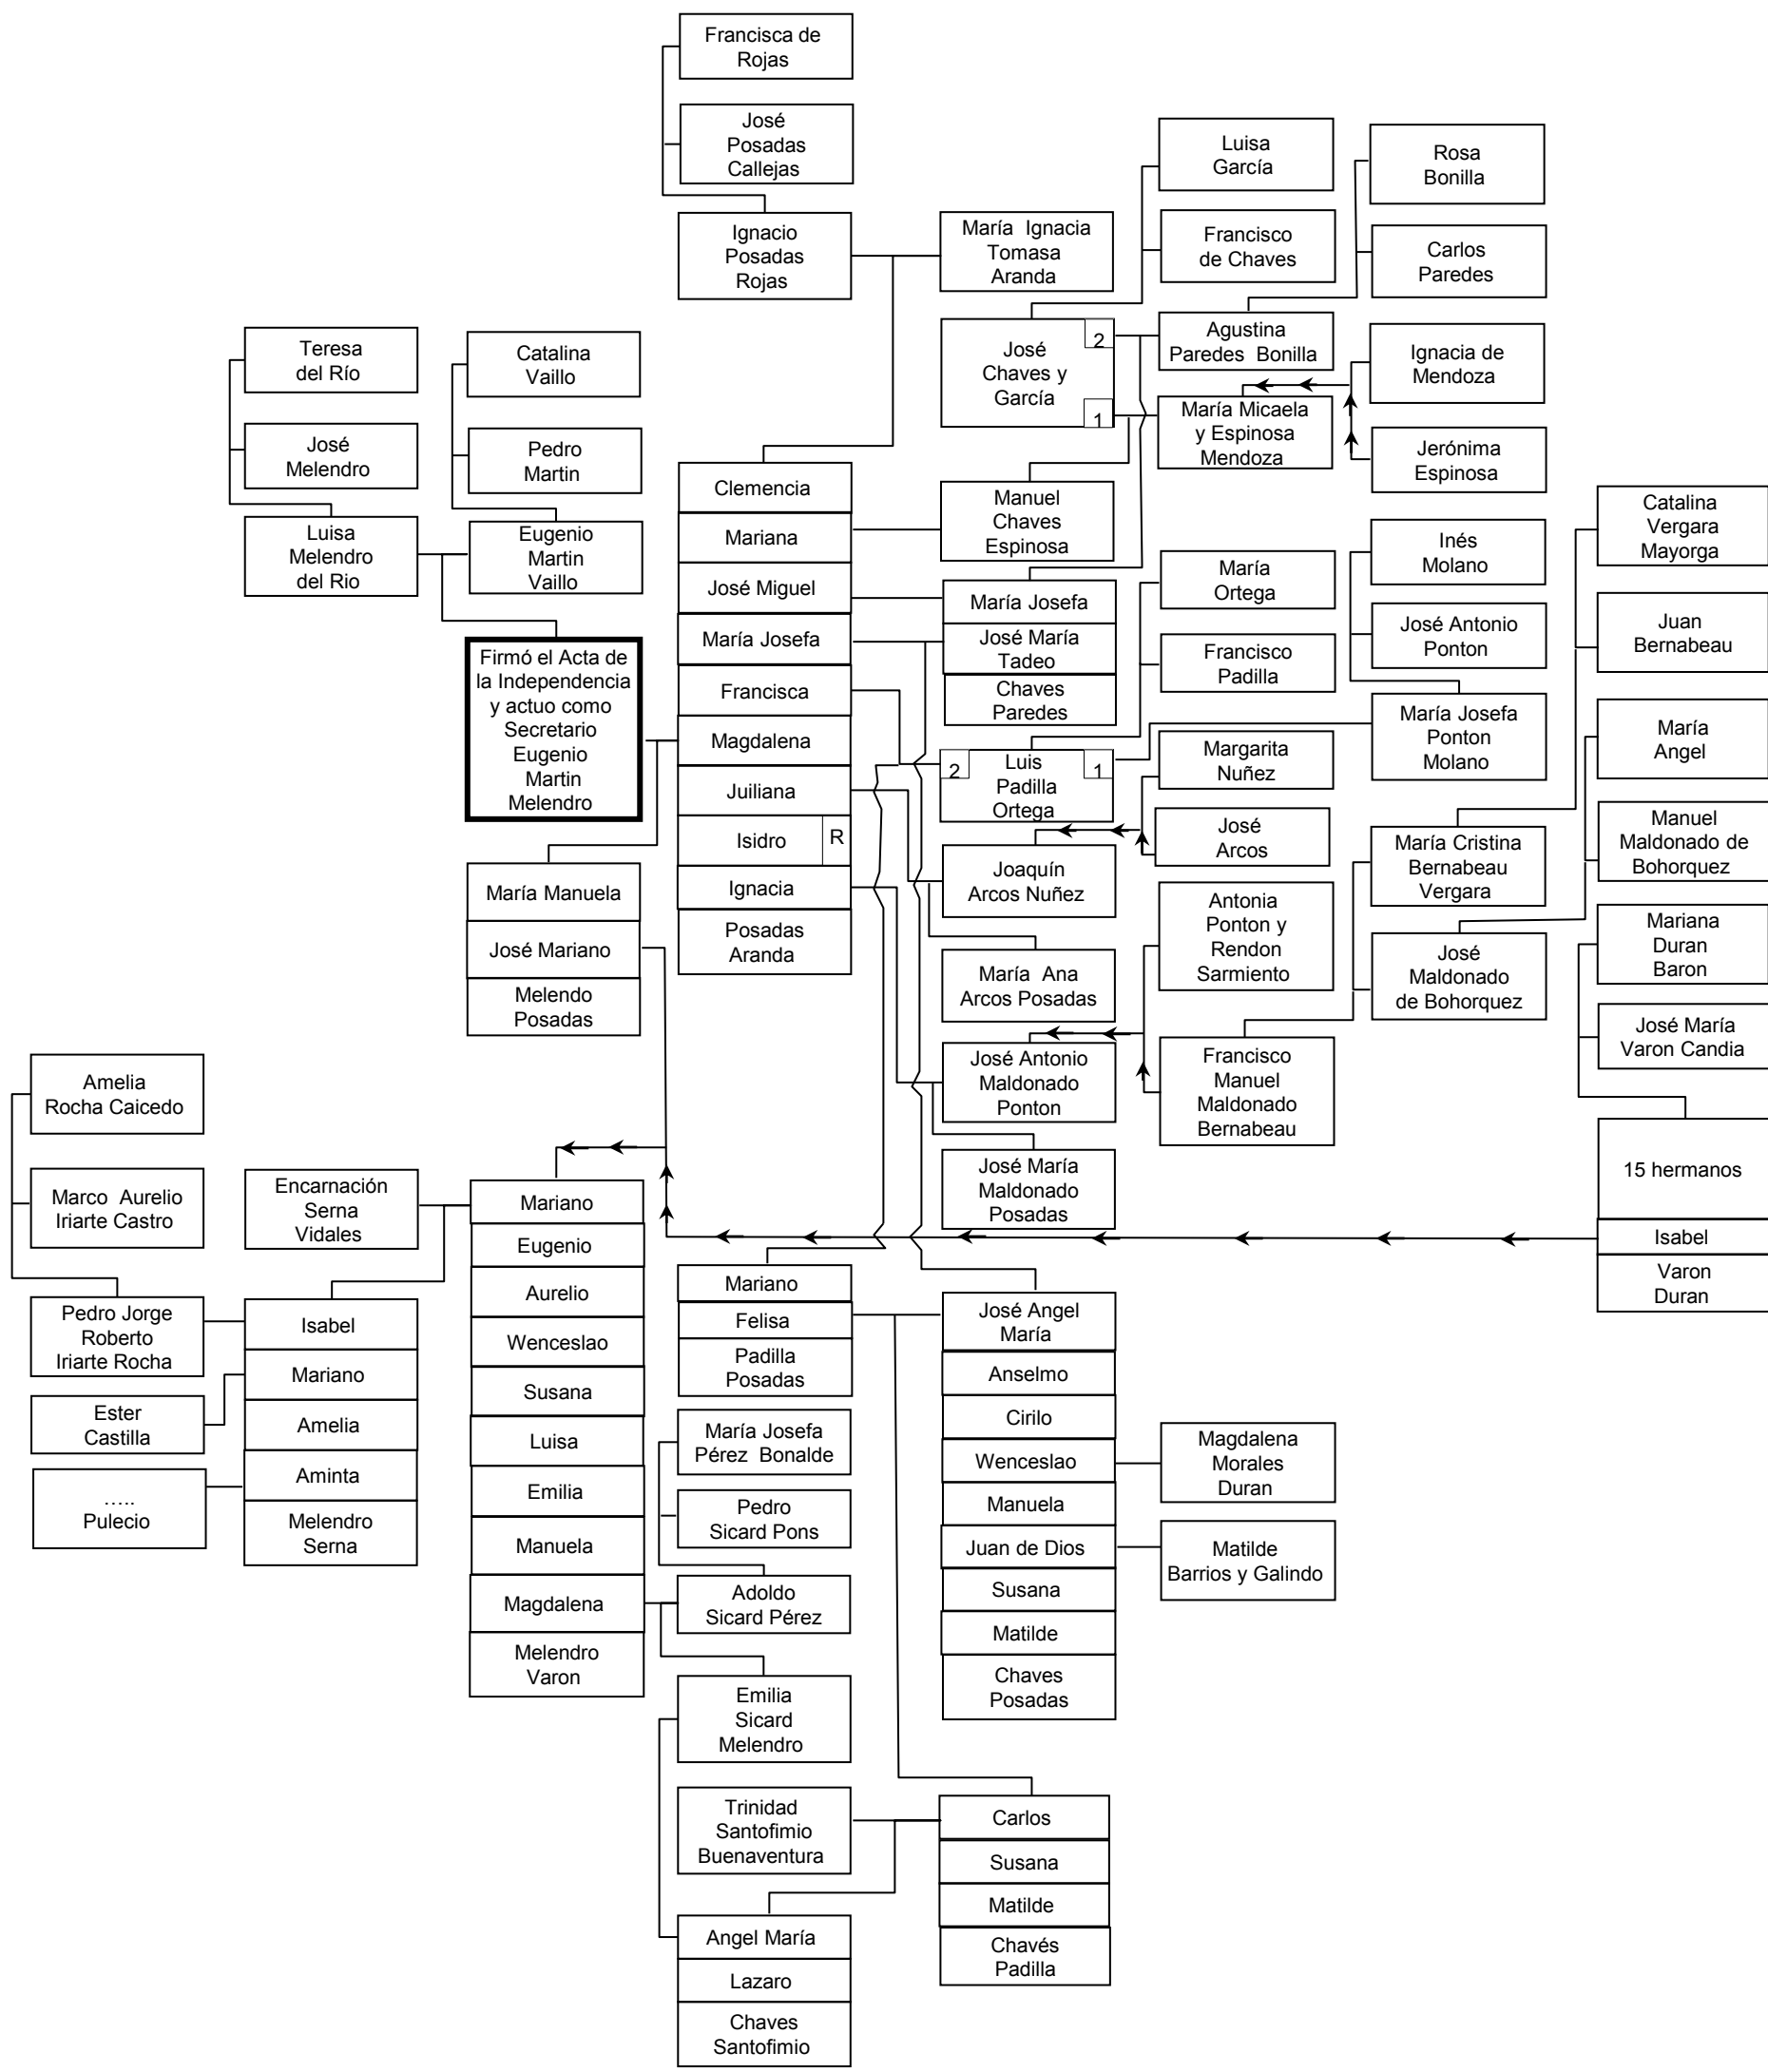 Francisca de
Rojas
José
Posadas
Callejas
Ignacio
Posadas
Rojas
María Ignacia
Tomasa
Aranda
Luisa
García
Francisco
de Chaves
Rosa
Bonilla
Carlos
Paredes
José
Chaves y
García
2
1
Agustina
Paredes Bonilla
María Micaela
y Espinosa
Mendoza
Ignacia de
Mendoza
Jerónima
Espinosa
Teresa
del Río
José
Melendro
Luisa
Melendro
del Rio
Catalina
Vaillo
Pedro
Martin
Eugenio
Martin
Vaillo
Firmó el Acta de
la Independencia
y actuo como
Secretario
Eugenio
Martin
Melendro
Clemencia
Mariana
José Miguel
María Josefa
Francisca
Magdalena
Juiliana
Isidro
R
Ignacia
Posadas
Aranda
Manuel
Chaves
Espinosa
María Josefa
José María
Tadeo
Chaves
Paredes
2
Luis
Padilla
Ortega
1
María
Ortega
Francisco
Padilla
Inés
Molano
José Antonio
Ponton
María Josefa
Ponton
Molano
Catalina
Vergara
Mayorga
Juan
Bernabeau
María
Angel
Manuel
Maldonado de
Bohorquez
Margarita
Nuñez
José
Arcos
Joaquín
Arcos Nuñez
María Ana
Arcos Posadas
Antonia
Ponton y
Rendon
Sarmiento
María Cristina
Bernabeau
Vergara
José
Maldonado
de Bohorquez
Francisco
Manuel
Maldonado
Bernabeau
José Antonio
Maldonado
Ponton
José María
Maldonado
Posadas
Mariana
Duran
Baron
José María
Varon Candia
15 hermanos
Isabel
Varon
Duran
María Manuela
José Mariano
Melendo
Posadas
Amelia
Rocha Caicedo
Marco Aurelio
Iriarte Castro
Pedro Jorge
Roberto
Iriarte Rocha
Ester
Castilla
.....
Pulecio
Encarnación
Serna
Vidales
Isabel
Mariano
Amelia
Aminta
Melendro
Serna
Mariano
Eugenio
Aurelio
Wenceslao
Susana
Luisa
Emilia
Manuela
Magdalena
Melendro
Varon
Mariano
Felisa
Padilla
Posadas
María Josefa
Pérez Bonalde
Pedro
Sicard Pons
Adoldo
Sicard Pérez
Emilia
Sicard
Melendro
José Angel
María
Anselmo
Cirilo
Wenceslao
Manuela
Juan de Dios
Susana
Matilde
Chaves
Posadas
Magdalena
Morales
Duran
Matilde
Barrios y Galindo
Trinidad
Santofimio
Buenaventura
Carlos
Susana
Matilde
Chavés
Padilla
Angel María
Lazaro
Chaves
Santofimio